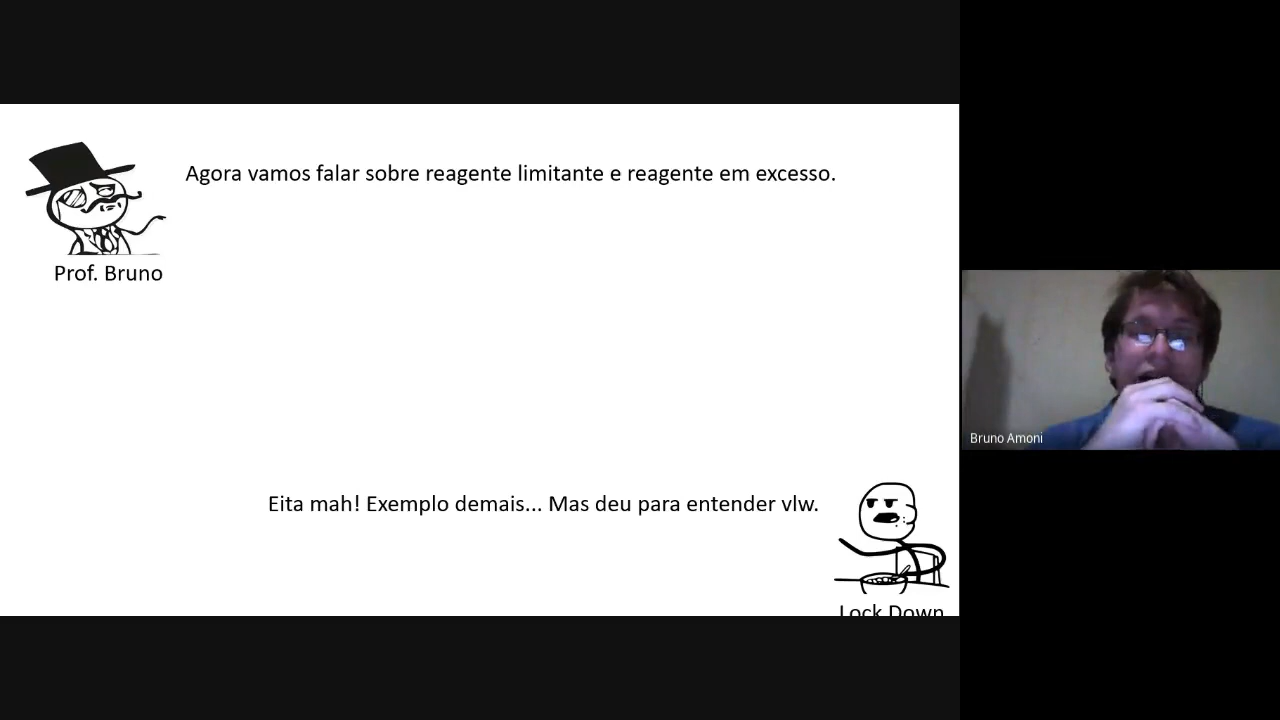 Agora vamos falar sobre reagente limitante e reagente em excesso.
Prof. Bruno
Bruno Amoni
Eita mah! Exemplo demais... Mas deu para entender vlw.
Lock Down